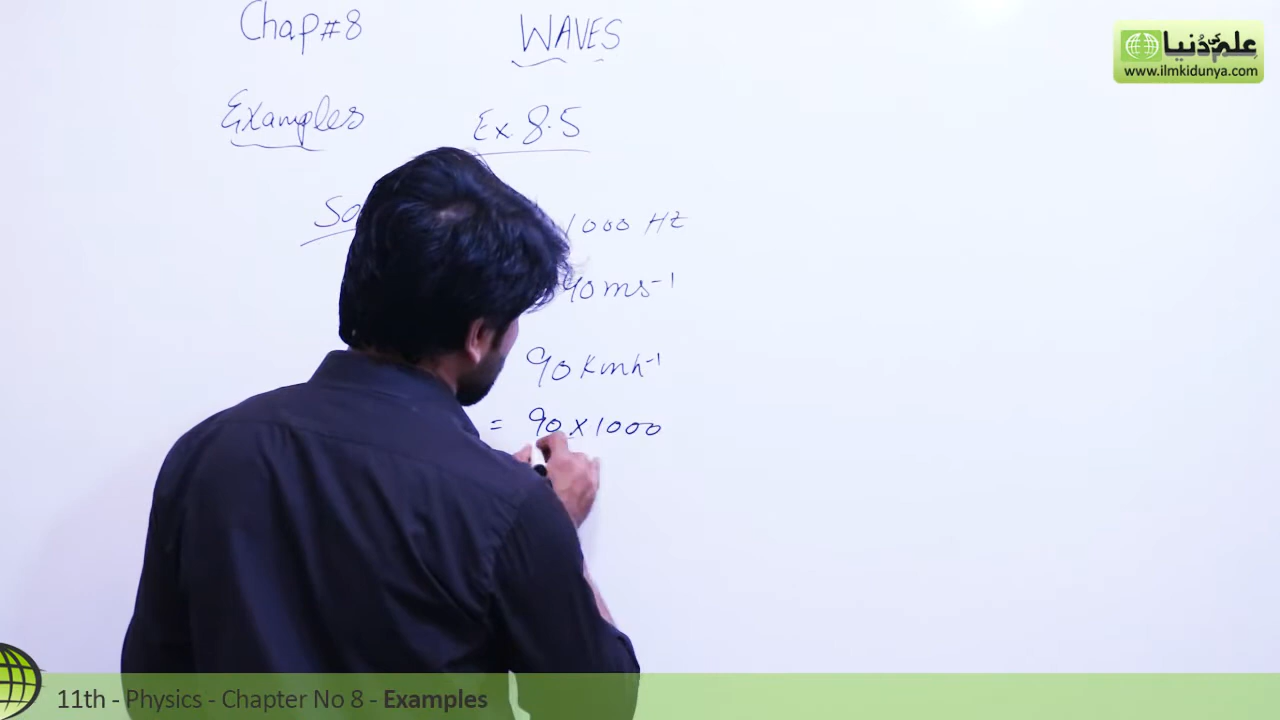 Chap#8 WAVES
علم کی دُنیا
www.ilmkidunya.com
Examples Ex. 8.5
1000 Hz
40 ms⁻¹
90 Kmh⁻¹
= 90 x 1000
11th - Physics - Chapter No 8 - Examples